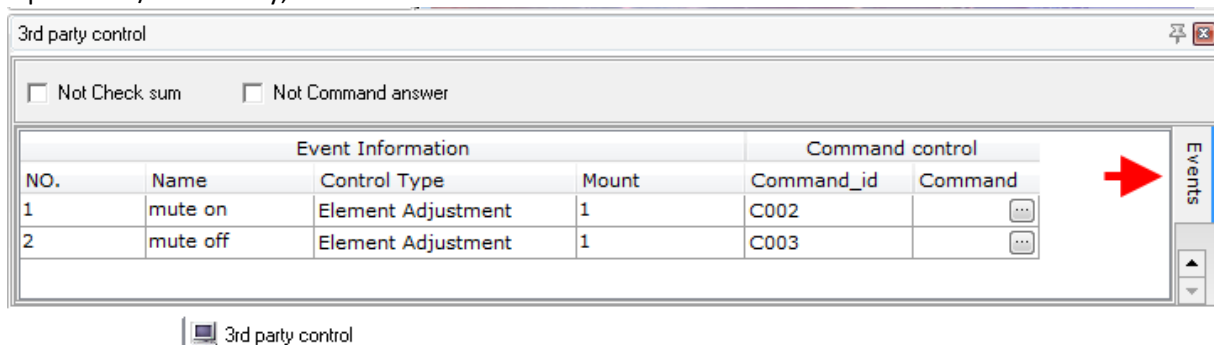 3rd party control
Not Check sum Not Command answer
Event Information Command control
NO. Name Control Type Mount Command_id Command
1 mute on Element Adjustment 1 C002 ...
2 mute off Element Adjustment 1 C003 ...
Events
3rd party control